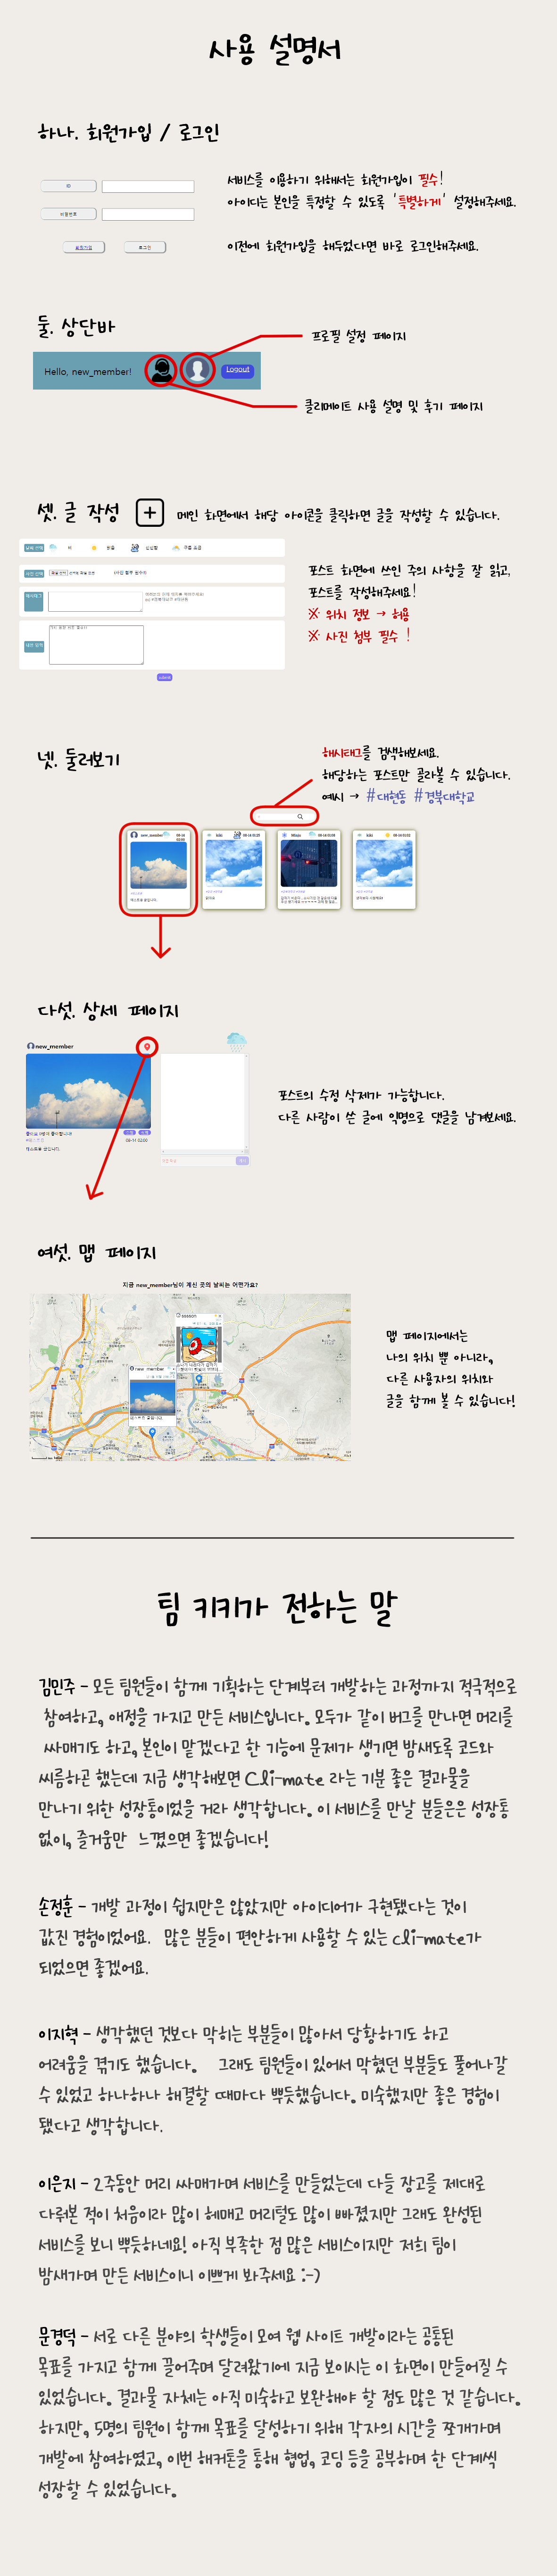 사용 설명서
하나. 회원가입 / 로그인
ID
비밀번호
회원가입
로그인
서비스를 이용하기 위해서는 회원가입이 필수!
아이디는 본인을 특정할 수 있도록 '특별하게' 설정해주세요.
이전에 회원가입을 해두었다면 바로 로그인해주세요.
둘. 상단바
Hello, new_member!
Logout
프로필 설정 페이지
클리메이트 사용 설명 및 후기 페이지
셋. 글 작성
메인 화면에서 해당 아이콘을 클릭하면 글을 작성할 수 있습니다.
포스트 화면에 쓰인 주의 사항을 잘 읽고,
포스트를 작성해주세요!
※ 위치 정보 → 허용
※ 사진 첨부 필수 !
넷. 둘러보기
해시태그를 검색해보세요.
해당하는 포스트만 골라볼 수 있습니다.
예시 → #대현동 #경북대학교
new_member
다섯. 상세 페이지
new_member
08-11 02:00
테스트용 글입니다.
포스트의 수정 삭제가 가능합니다.
다른 사람이 쓴 글에 익명으로 댓글을 남겨보세요.
여섯. 맵 페이지
지금 new_member님이 계신 곳의 날씨는 어떤가요?
season
new_member
맵 페이지에서는
나의 위치 뿐 아니라,
다른 사용자의 위치와
글을 함께 볼 수 있습니다!
팀 키키가 전하는 말
김민주 - 모든 팀원들이 함께 기획하는 단계부터 개발하는 과정까지 적극적으로
참여하고, 애정을 가지고 만든 서비스입니다. 모두가 같이 버그를 만나면 머리를
싸매기도 하고, 본인이 맡겠다고 한 기능에 문제가 생기면 밤새도록 코드와
씨름하곤 했는데 지금 생각해보면 Cli-mate 라는 기분 좋은 결과물을
만나기 위한 성장통이었을 거라 생각합니다. 이 서비스를 만날 분들은은 성장통
없이, 즐거움만 느꼈으면 좋겠습니다!
손정훈 - 개발 과정이 쉽지만은 않았지만 아이디어가 구현됐다는 것이
값진 경험이었어요. 많은 분들이 편안하게 사용할 수 있는 cli-mate가
되었으면 좋겠어요.
이지혁 - 생각했던 것보다 막히는 부분들이 많아서 당황하기도 하고
어려움을 겪기도 했습니다. 그래도 팀원들이 있어서 막혔던 부분들도 풀어나갈
수 있었고 하나하나 해결할 때마다 뿌듯했습니다. 미숙했지만 좋은 경험이
됐다고 생각합니다.
이은지 - 2주동안 머리 싸매가며 서비스를 만들었는데 다들 장고를 제대로
다뤄본 적이 처음이라 많이 헤매고 머리털도 많이 빠졌지만 그래도 완성된
서비스를 보니 뿌듯하네요! 아직 부족한 점 많은 서비스이지만 저희 팀이
밤새가며 만든 서비스이니 이쁘게 봐주세요 :-)
문경덕 - 서로 다른 분야의 학생들이 모여 웹 사이트 개발이라는 공통된
목표를 가지고 함께 끌어주며 달려왔기에 지금 보이시는 이 화면이 만들어질 수
있었습니다. 결과물 자체는 아직 미숙하고 보완해야 할 점도 많은 것 같습니다.
하지만, 5명의 팀원이 함께 목표를 달성하기 위해 각자의 시간을 쪼개가며
개발에 참여하였고, 이번 해커톤을 통해 협업, 코딩 등을 공부하며 한 단계씩
성장할 수 있었습니다.